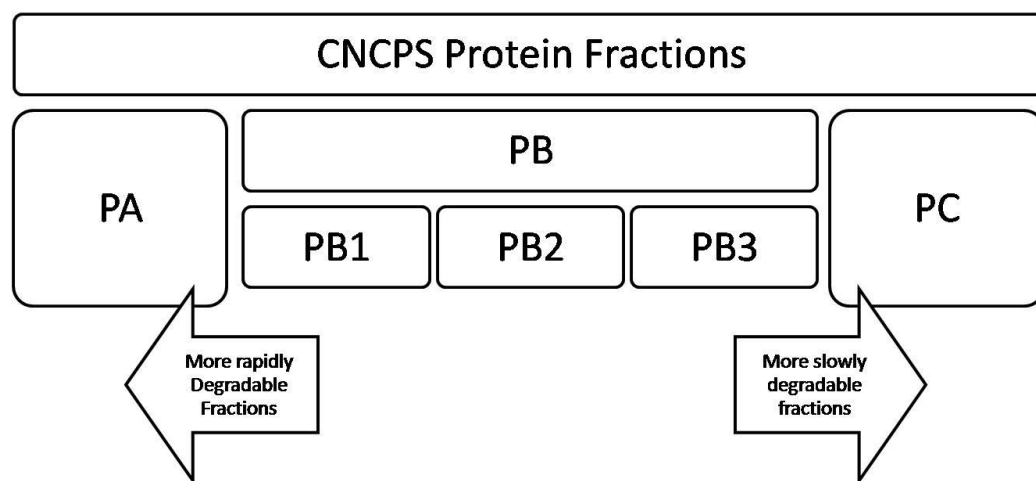 CNCPS Protein Fractions
PA
PB
PC
PB1
PB2
PB3
More rapidly
Degradable
Fractions
More slowly
degradable
fractions